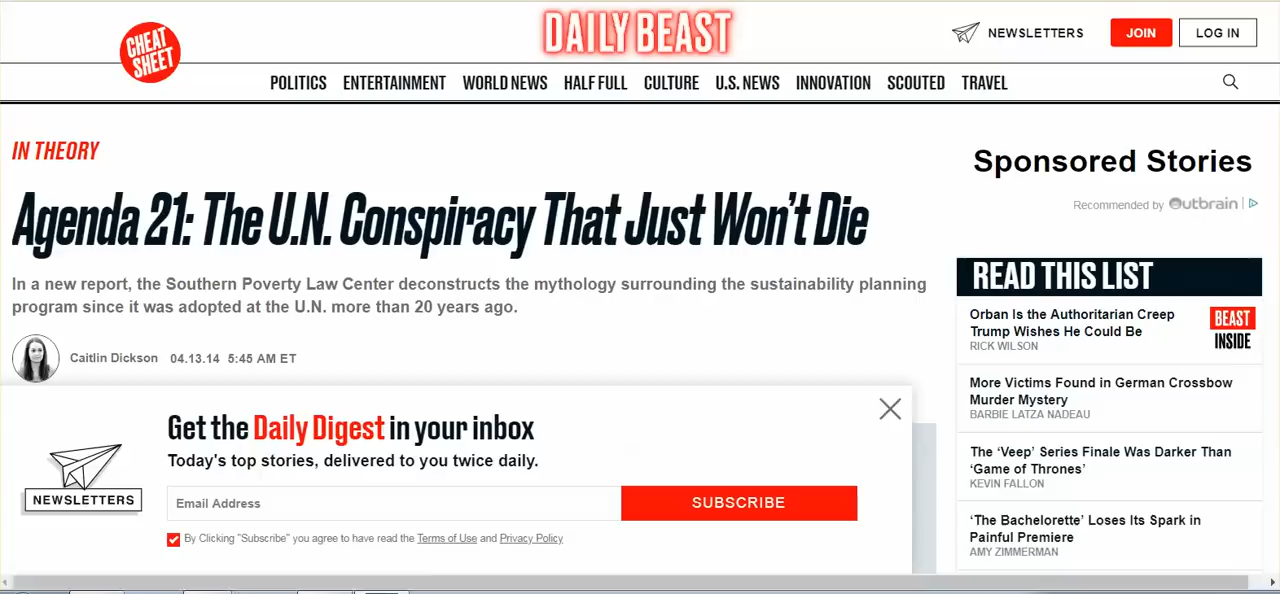 CHEAT
SHEET
DAILY BEAST
NEWSLETTERS
JOIN
LOG IN
POLITICS ENTERTAINMENT WORLD NEWS HALF FULL CULTURE U.S. NEWS INNOVATION SCOUTED TRAVEL
IN THEORY
Agenda 21: The U.N. Conspiracy That Just Won't Die
In a new report, the Southern Poverty Law Center deconstructs the mythology surrounding the sustainability planning
program since it was adopted at the U.N. more than 20 years ago.
Caitlin Dickson 04.13.14 5:45 AM ET
Get the Daily Digest in your inbox
Today's top stories, delivered to you twice daily.
NEWSLETTERS
Email Address
SUBSCRIBE
By Clicking "Subscribe" you agree to have read the Terms of Use and Privacy Policy
Sponsored Stories
Recommended by Outbrain
READ THIS LIST
Orban Is the Authoritarian Creep
Trump Wishes He Could Be
RICK WILSON
BEAST
INSIDE
More Victims Found in German Crossbow
Murder Mystery
BARBIE LATZA NADEAU
The ‘Veep’ Series Finale Was Darker Than
‘Game of Thrones’
KEVIN FALLON
‘The Bachelorette’ Loses Its Spark in
Painful Premiere
AMY ZIMMERMAN